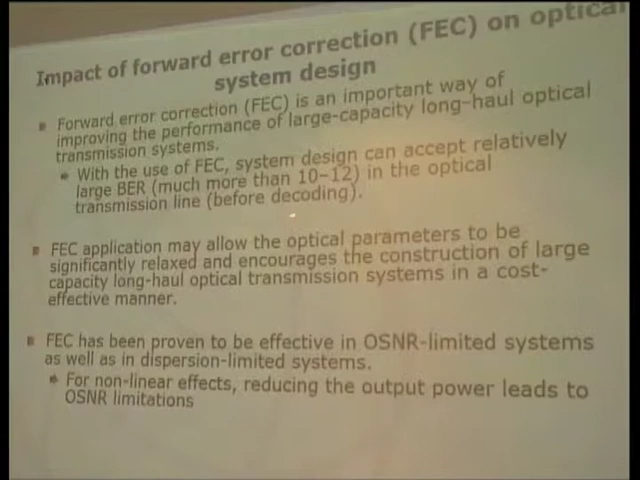 Impact of forward error correction (FEC) on optical
system design
Forward error correction (FEC) is an important way of
improving the performance of large-capacity long-haul optical
transmission systems.
With the use of FEC, system design can accept relatively
large BER (much more than 10-12) in the optical
transmission line (before decoding).
FEC application may allow the optical parameters to be
significantly relaxed and encourages the construction of large
capacity long-haul optical transmission systems in a cost-
effective manner.
FEC has been proven to be effective in OSNR-limited systems
as well as in dispersion-limited systems.
For non-linear effects, reducing the output power leads to
OSNR limitations